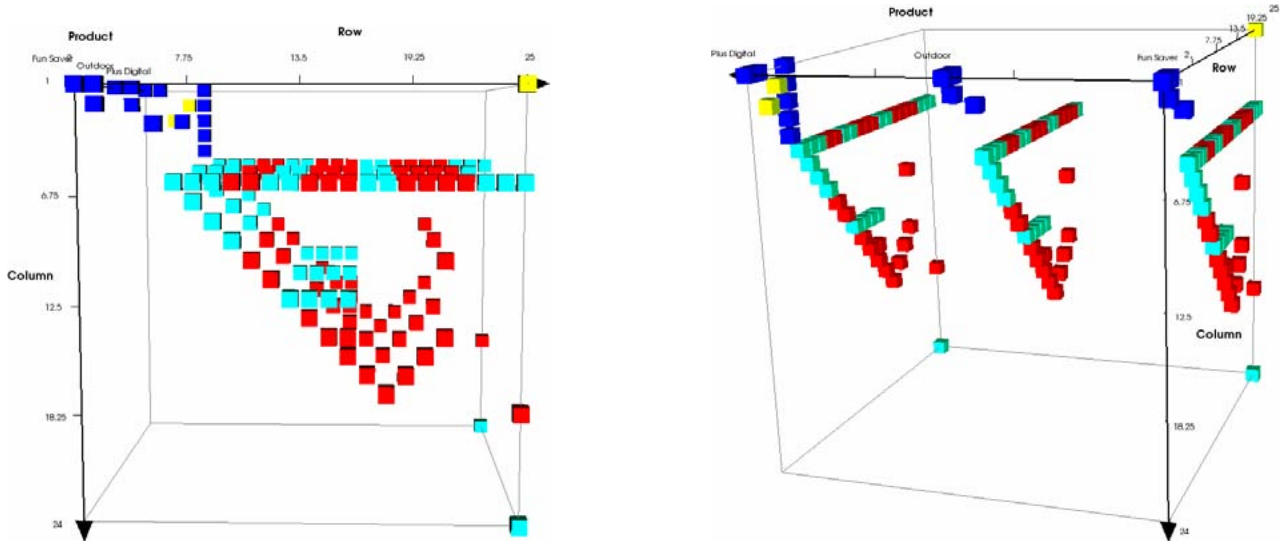 Product
Row
Fun Saver
Outdoor
Plus Digital
7.75
13.5
19.25
25
1
6.75
Column
12.5
18.25
24
Product
Row
Plus Digital
Outdoor
Fun Saver
2
7.75
13.5
19.25
25
6.75
12.5
Column
18.25
24